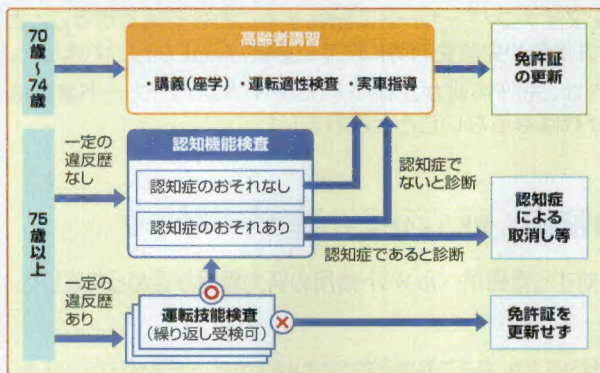 70歳
～
74歳
高齢者講習
・講義（座学） ・運転適性検査 ・実車指導
免許証
の更新
75歳以上
一定の
違反歴
なし
認知機能検査
認知症のおそれなし
認知症のおそれあり
認知症で
ないと診断
認知症であると診断
認知症
による
取消し等
一定の
違反歴
あり
運転技能検査
（繰り返し受検可）
免許証を
更新せず